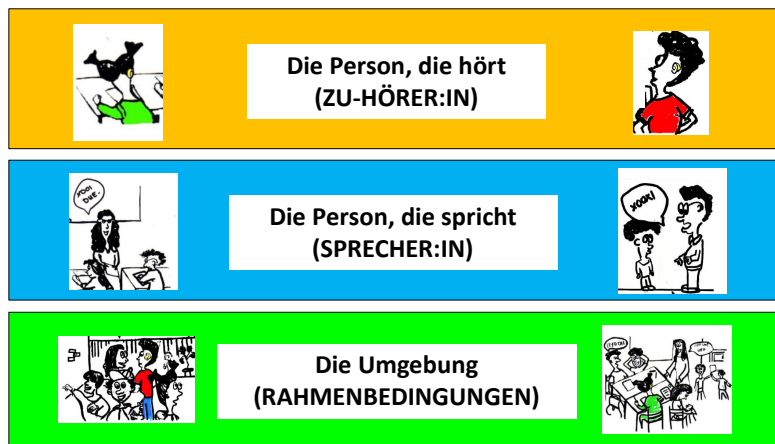 Die Person, die hört
(ZU-HÖRER:IN)
Die Person, die spricht
(SPRECHER:IN)
Die Umgebung
(RAHMENBEDINGUNGEN)